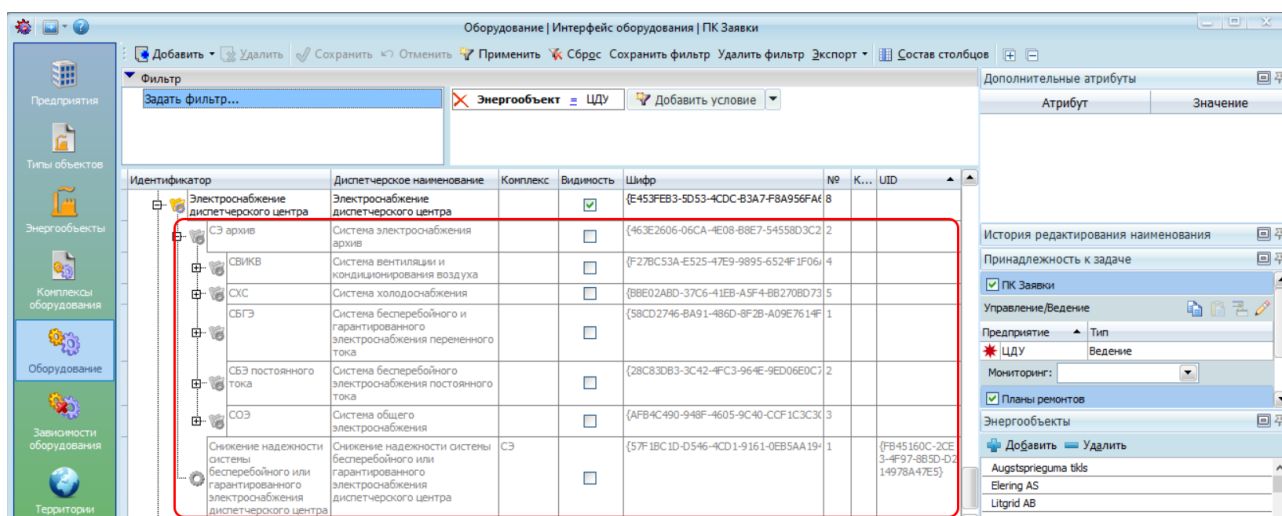 Оборудование | Интерфейс оборудования | ПК Заявки
Добавить Удалить Сохранить Отменить Применить Сброс Сохранить фильтр Удалить фильтр Экспорт Состав столбцов
Предприятия
Типы объектов
Энергообъекты
Комплексы
оборудования
Оборудование
Зависимости
оборудования
Территории
Фильтр
Задать фильтр...
Энергообъект = ЦДУ Добавить условие
Идентификатор Диспетчерское наименование Комплекс Видимость Шифр № К... UID
Электроснабжение
диспетчерского центра
Электроснабжение
диспетчерского центра
{E453FEB3-5D53-4CDC-B3A7-F8A956FA 8
СЭ архив
Система электроснабжения
архив
{463E2606-06CA-4E08-B8E7-54558D3C2 2
СВИКВ
Система вентиляции и
кондиционирования воздуха
{F27BC53A-E525-47E9-9895-6524F1F06 4
СХС Система холодоснабжения {BBE02ABD-37C6-41EB-A5F4-BB270BD73 5
СБГЭ
Система бесперебойного и
гарантированного
электроснабжения переменного
тока
{58CD2746-BA91-486D-8F2B-A09E7614F 1
СБЭ постоянного
тока
Система бесперебойного
электроснабжения постоянного
тока
{28C83DB3-3C42-4FC3-964E-9ED06E0C7 2
СОЭ
Система общего
электроснабжения
{AFB4C490-948F-4605-9C40-CCF1C3C3 3
Снижение надежности
системы
бесперебойного или
гарантированного
электроснабжения
диспетчерского центра
Снижение надежности системы
бесперебойного или
гарантированного
электроснабжения
диспетчерского центра
СЭ
{57F1BC1D-D546-4CD1-9161-0EB5AA19 1
{FB45160C-2CE
3-4F97-8B5D-D2
14978A47E5}
Дополнительные атрибуты
Атрибут Значение
История редактирования наименования
Принадлежность к задаче
ПК Заявки
Управление/Ведение
Предприятие Тип
ЦДУ Ведение
Мониторинг:
Планы ремонтов
Энергообъекты
Добавить Удалить
Augstsprieguma tikls
Elering AS
Litgrid AB